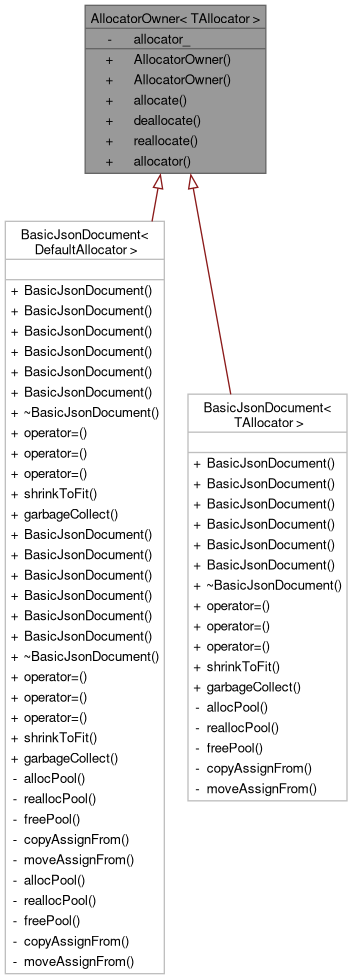 AllocatorOwner< TAllocator >
- allocator_
+ AllocatorOwner()
+ AllocatorOwner()
+ allocate()
+ deallocate()
+ reallocate()
+ allocator()
BasicJsonDocument<
DefaultAllocator >
+ BasicJsonDocument()
+ BasicJsonDocument()
+ BasicJsonDocument()
+ BasicJsonDocument()
+ BasicJsonDocument()
+ BasicJsonDocument()
+ ~BasicJsonDocument()
+ operator=()
+ operator=()
+ operator=()
+ shrinkToFit()
+ garbageCollect()
+ BasicJsonDocument()
+ BasicJsonDocument()
+ BasicJsonDocument()
+ BasicJsonDocument()
+ BasicJsonDocument()
+ BasicJsonDocument()
+ ~BasicJsonDocument()
+ operator=()
+ operator=()
+ operator=()
+ shrinkToFit()
+ garbageCollect()
- allocPool()
- reallocPool()
- freePool()
- copyAssignFrom()
- moveAssignFrom()
- allocPool()
- reallocPool()
- freePool()
- copyAssignFrom()
- moveAssignFrom()
BasicJsonDocument<
TAllocator >
+ BasicJsonDocument()
+ BasicJsonDocument()
+ BasicJsonDocument()
+ BasicJsonDocument()
+ BasicJsonDocument()
+ BasicJsonDocument()
+ ~BasicJsonDocument()
+ operator=()
+ operator=()
+ operator=()
+ shrinkToFit()
+ garbageCollect()
- allocPool()
- reallocPool()
- freePool()
- copyAssignFrom()
- moveAssignFrom()